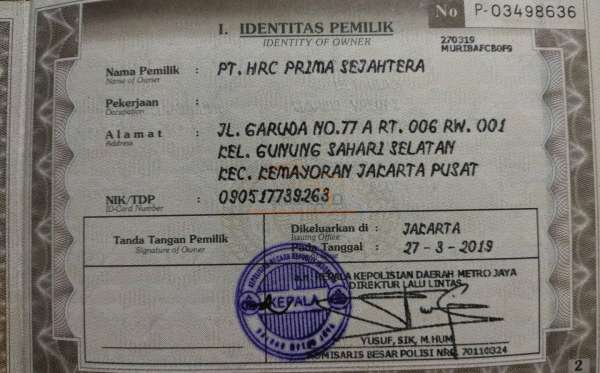 No P-03498636
I. IDENTITAS PEMILIK
IDENTITY OF OWNER
270319
MURIBAFCB0F9
Nama Pemilik : PT. HRC PRIMA SEJAHTERA
Name of Owner
Pekerjaan :
Occupation
Alamat : JL. GARUDA NO.77 A RT. 006 RW. 001
Address
KEL. GUNUNG SAHARI SELATAN
KEC. KEMAYORAN JAKARTA PUSAT
NIK/TDP : 090517739263
ID-Card Number
Tanda Tangan Pemilik
Signature of Owner
Dikeluarkan di : JAKARTA
Issuing Office
Pada Tanggal : 27 - 3 - 2019
a.n. KEPALA KEPOLISIAN DAERAH METRO JAYA
DIREKTUR LALU LINTAS
KEPALA
YUSUF, SIK, M.HUM
KOMISARIS BESAR POLISI NRP. 70110324
2